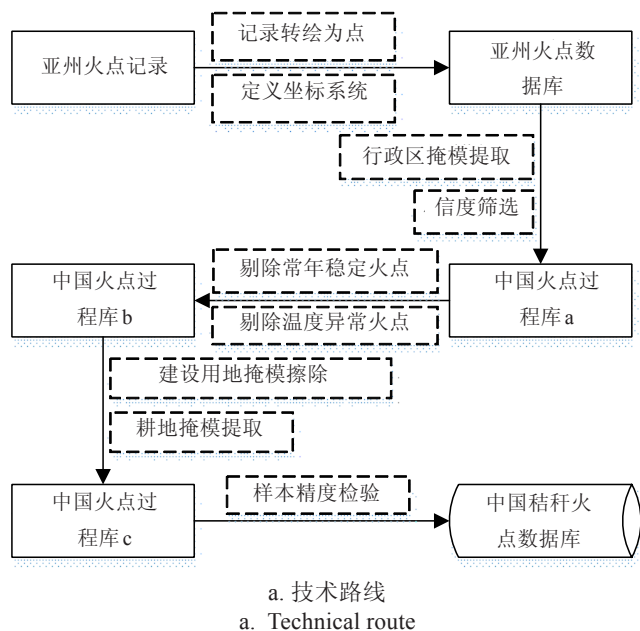 记录转绘为点
亚州火点记录
定义坐标系统
亚州火点数
据库
行政区掩模提取
信度筛选
剔除常年稳定火点
中国火点过
程库b
剔除温度异常火点
中国火点过
程库a
建设用地掩模擦除
耕地掩模提取
样本精度检验
中国火点过
程库c
中国秸秆火
点数据库
a. 技术路线
a. Technical route